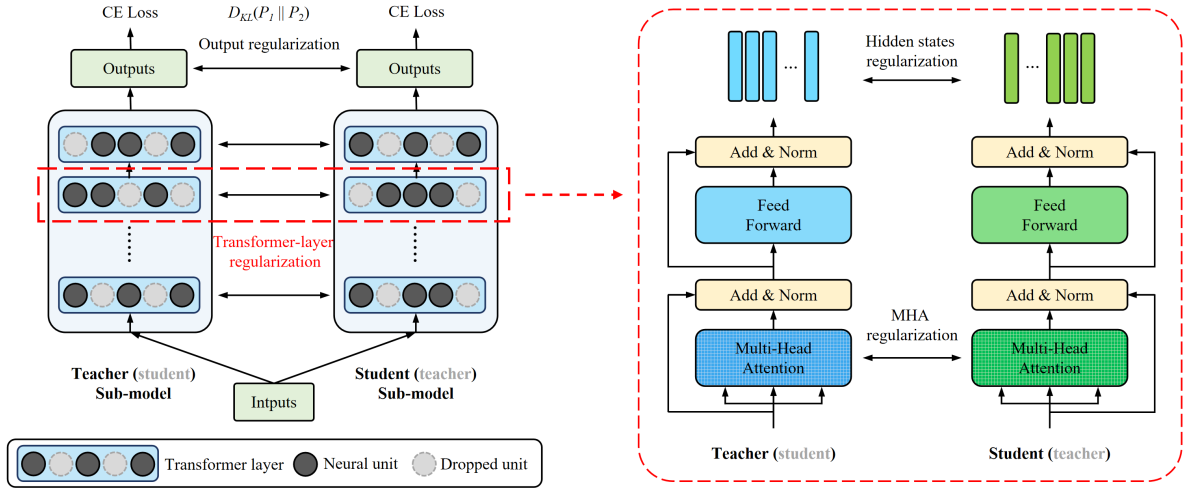 CE Loss
D_KL(P_1 || P_2)
CE Loss
Output regularization
Outputs
Outputs
Transformer-layer
regularization
Teacher (student)
Sub-model
Student (teacher)
Sub-model
Intputs
Transformer layer
Neural unit
Dropped unit
...
Hidden states
regularization
...
Add & Norm
Add & Norm
Feed
Forward
Feed
Forward
Add & Norm
Add & Norm
MHA
regularization
Multi-Head
Attention
Multi-Head
Attention
Teacher (student)
Student (teacher)